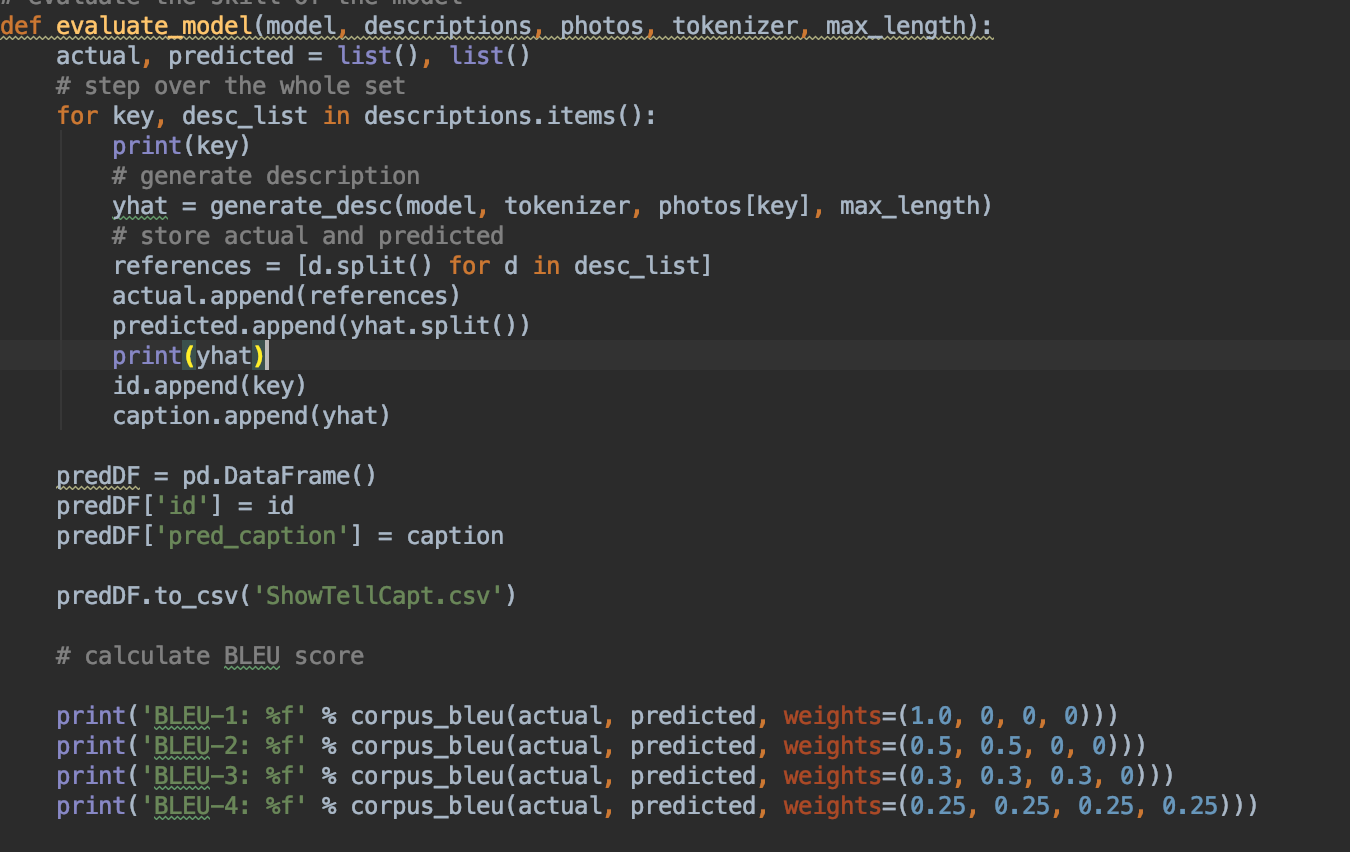 # evaluate the skill of the model
def evaluate_model(model, descriptions, photos, tokenizer, max_length):
    actual, predicted = list(), list()
    # step over the whole set
    for key, desc_list in descriptions.items():
        print(key)
        # generate description
        yhat = generate_desc(model, tokenizer, photos[key], max_length)
        # store actual and predicted
        references = [d.split() for d in desc_list]
        actual.append(references)
        predicted.append(yhat.split())
        print(yhat)
        id.append(key)
        caption.append(yhat)
    predDF = pd.DataFrame()
    predDF['id'] = id
    predDF['pred_caption'] = caption
    predDF.to_csv('ShowTellCapt.csv')
    # calculate BLEU score
    print('BLEU-1: %f' % corpus_bleu(actual, predicted, weights=(1.0, 0, 0, 0)))
    print('BLEU-2: %f' % corpus_bleu(actual, predicted, weights=(0.5, 0.5, 0, 0)))
    print('BLEU-3: %f' % corpus_bleu(actual, predicted, weights=(0.3, 0.3, 0.3, 0)))
    print('BLEU-4: %f' % corpus_bleu(actual, predicted, weights=(0.25, 0.25, 0.25, 0.25)))